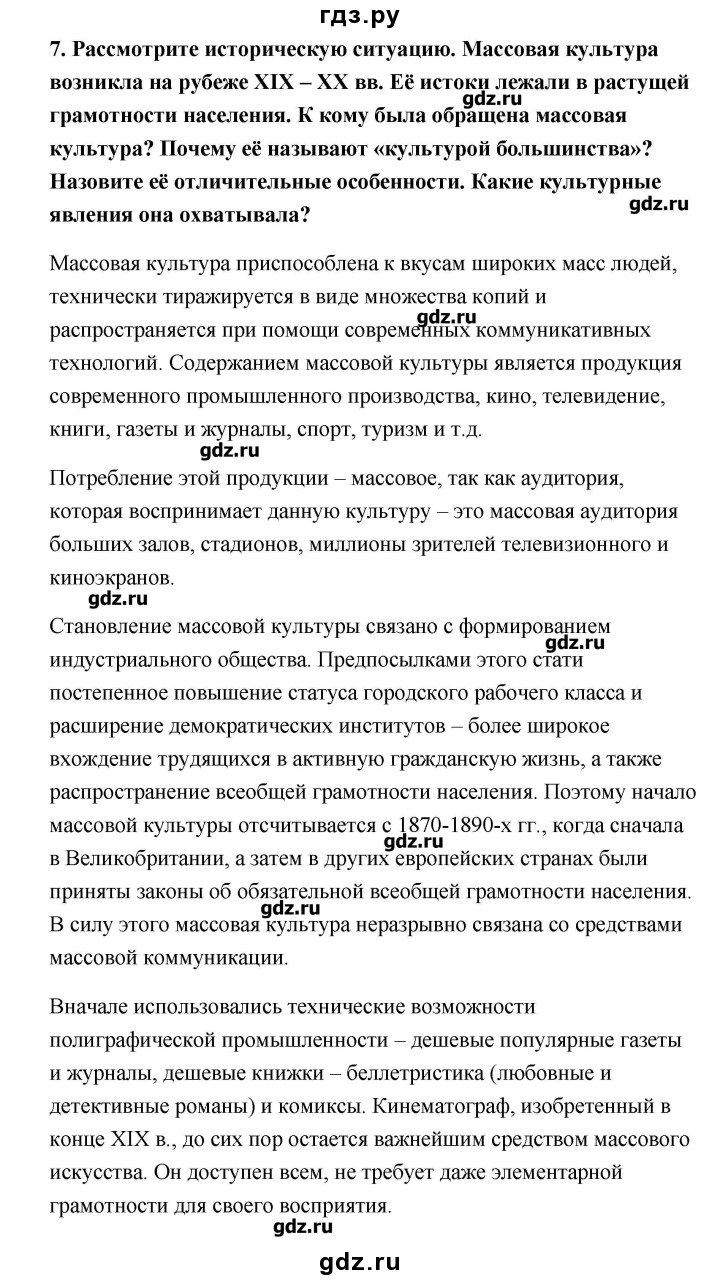 гдз.ру
7. Рассмотрите историческую ситуацию. Массовая культура
возникла на рубеже XIX – XX вв. Её истоки лежали в растущей
gdz.ru
грамотности населения. К кому была обращена массовая
культура? Почему её называют «культурой большинства»?
Назовите её отличительные особенности. Какие культурные
gdz.ru
явления она охватывала?
Массовая культура приспособлена к вкусам широких масс людей,
технически тиражируется в виде множества копий и
gdz.ru
распространяется при помощи современных коммуникативных
технологий. Содержанием массовой культуры является продукция
современного промышленного производства, кино, телевидение,
книги, газеты и журналы, спорт, туризм и т.д.
gdz.ru
Потребление этой продукции – массовое, так как аудитория,
которая воспринимает данную культуру – это массовая аудитория
больших залов, стадионов, миллионы зрителей телевизионного и
киноэкранов.
gdz.ru
Становление массовой культуры связано с формированием
gdz.ru
индустриального общества. Предпосылками этого стати
постепенное повышение статуса городского рабочего класса и
расширение демократических институтов – более широкое
вхождение трудящихся в активную гражданскую жизнь, а также
распространение всеобщей грамотности населения. Поэтому начало
массовой культуры отсчитывается с 1870-1890-х гг., когда сначала
gdz.ru
в Великобритании, а затем в других европейских странах были
приняты законы об обязательной всеобщей грамотности населения.
gdz.ru
В силу этого массовая культура неразрывно связана со средствами
массовой коммуникации.
Вначале использовались технические возможности
полиграфической промышленности – дешевые популярные газеты
и журналы, дешевые книжки – беллетристика (любовные и
детективные романы) и комиксы. Кинематограф, изобретенный в
конце XIX в., до сих пор остается важнейшим средством массового
искусства. Он доступен всем, не требует даже элементарной
грамотности для своего восприятия.
gdz.ru
gdz.ru